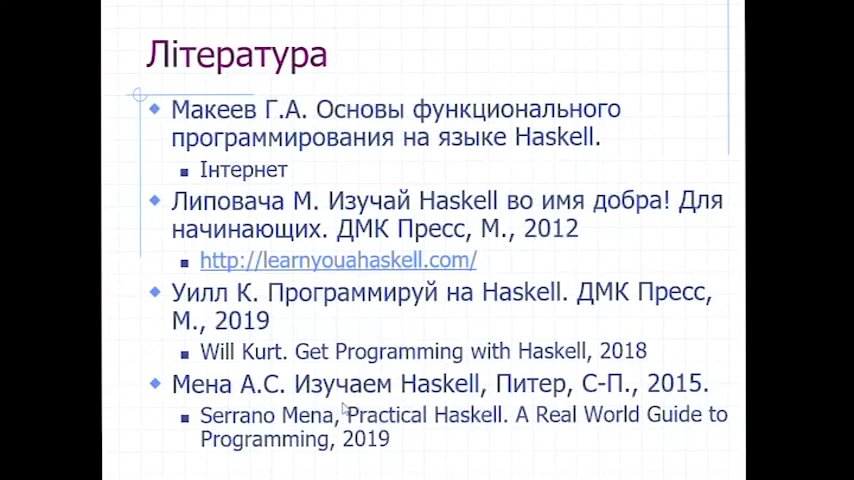 Література
Макеев Г.А. Основы функционального
программирования на языке Haskell.
Інтернет
Липовача М. Изучай Haskell во имя добра! Для
начинающих. ДМК Пресс, М., 2012
http://learnyouahaskell.com/
Уилл К. Программируй на Haskell. ДМК Пресс,
М., 2019
Will Kurt. Get Programming with Haskell, 2018
Мена А.С. Изучаем Haskell, Питер, С-П., 2015.
Serrano Mena, Practical Haskell. A Real World Guide to
Programming, 2019